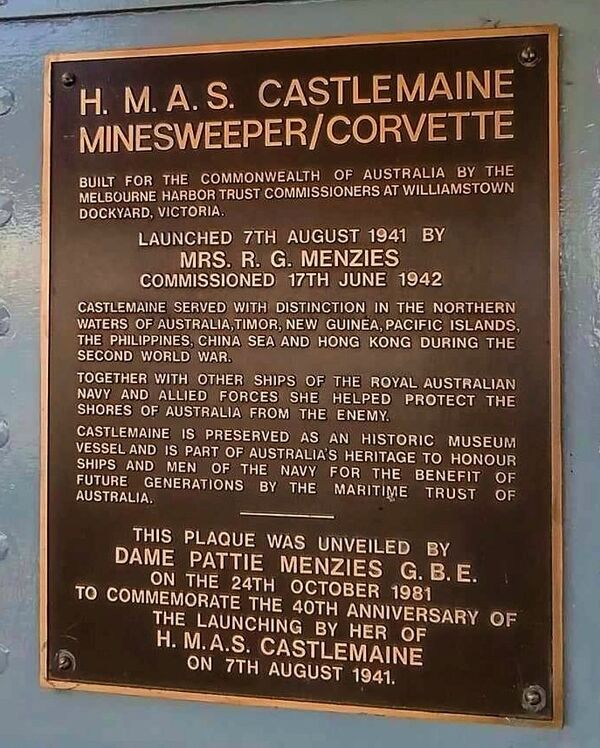 H. M. A. S. CASTLEMAINE
MINESWEEPER/CORVETTE
BUILT FOR THE COMMONWEALTH OF AUSTRALIA BY THE
MELBOURNE HARBOR TRUST COMMISSIONERS AT WILLIAMSTOWN
DOCKYARD, VICTORIA.
LAUNCHED 7TH AUGUST 1941 BY
MRS. R. G. MENZIES
COMMISSIONED 17TH JUNE 1942
CASTLEMAINE SERVED WITH DISTINCTION IN THE NORTHERN
WATERS OF AUSTRALIA, TIMOR, NEW GUINEA, PACIFIC ISLANDS,
THE PHILIPPINES, CHINA SEA AND HONG KONG DURING THE
SECOND WORLD WAR.
TOGETHER WITH OTHER SHIPS OF THE ROYAL AUSTRALIAN
NAVY AND ALLIED FORCES SHE HELPED PROTECT THE
SHORES OF AUSTRALIA FROM THE ENEMY.
CASTLEMAINE IS PRESERVED AS AN HISTORIC MUSEUM
VESSEL AND IS PART OF AUSTRALIA'S HERITAGE TO HONOUR
SHIPS AND MEN OF THE NAVY FOR THE BENEFIT OF
FUTURE GENERATIONS BY THE MARITIME TRUST OF
AUSTRALIA.
THIS PLAQUE WAS UNVEILED BY
DAME PATTIE MENZIES G. B. E.
ON THE 24TH OCTOBER 1981
TO COMMEMORATE THE 40TH ANNIVERSARY OF
THE LAUNCHING BY HER OF
H. M. A. S. CASTLEMAINE
ON 7TH AUGUST 1941.